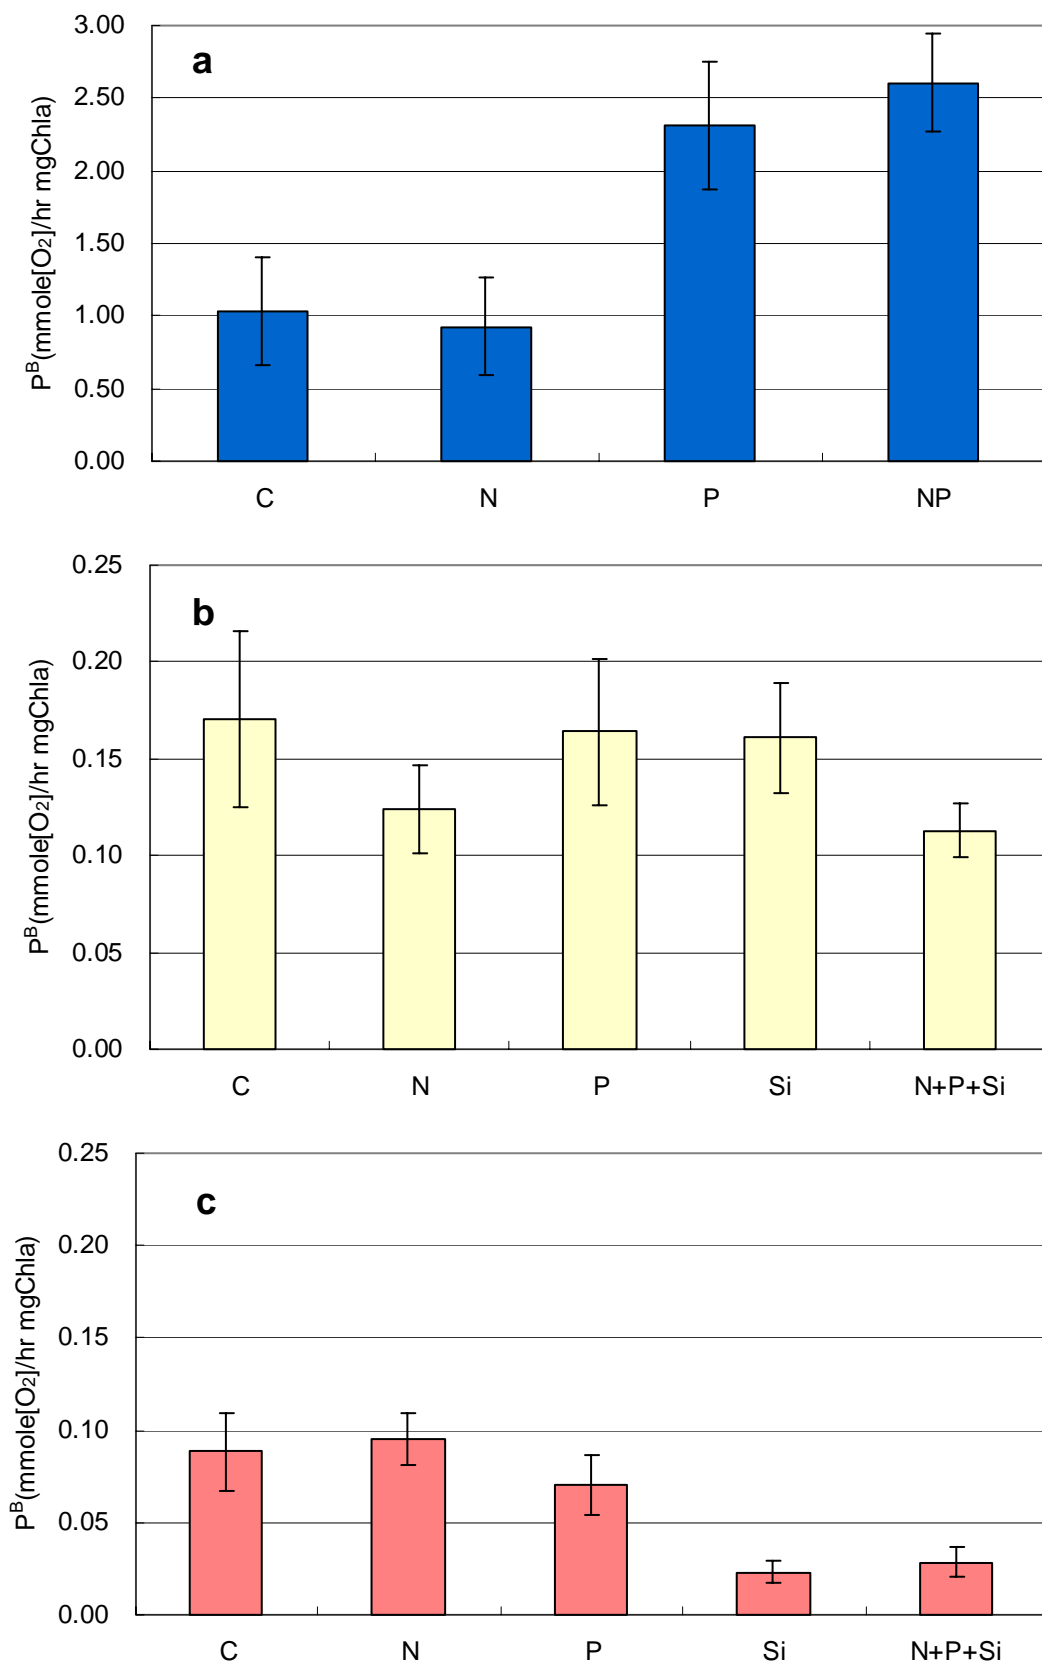 3.00
a
2.50
2.00
1.50
1.00
0.50
0.00
P^B(mmole[O2]/hr mgChla)
C N P NP
0.25
b
0.20
0.15
0.10
0.05
0.00
P^B(mmole[O2]/hr mgChla)
C N P Si N+P+Si
0.25
c
0.20
0.15
0.10
0.05
0.00
P^B(mmole[O2]/hr mgChla)
C N P Si N+P+Si